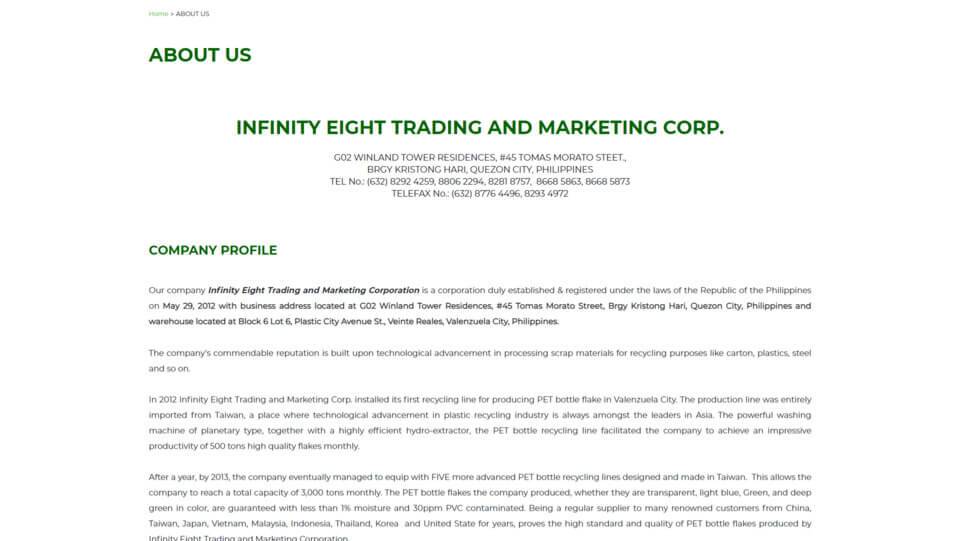 Home > ABOUT US
ABOUT US
INFINITY EIGHT TRADING AND MARKETING CORP.
G02 WINLAND TOWER RESIDENCES, #45 TOMAS MORATO STEET.,
BRGY KRISTONG HARI, QUEZON CITY, PHILIPPINES
TEL No.: (632) 8292 4259, 8806 2294, 8281 8757, 8668 5863, 8668 5873
TELEFAX No.: (632) 8776 4496, 8293 4972
COMPANY PROFILE
Our company Infinity Eight Trading and Marketing Corporation is a corporation duly established & registered under the laws of the Republic of the Philippines
on May 29, 2012 with business address located at G02 Winland Tower Residences, #45 Tomas Morato Street, Brgy Kristong Hari, Quezon City, Philippines and
warehouse located at Block 6 Lot 6, Plastic City Avenue St., Veinte Reales, Valenzuela City, Philippines.
The company's commendable reputation is built upon technological advancement in processing scrap materials for recycling purposes like carton, plastics, steel
and so on.
In 2012 Infinity Eight Trading and Marketing Corp. installed its first recycling line for producing PET bottle flake in Valenzuela City. The production line was entirely
imported from Taiwan, a place where technological advancement in plastic recycling industry is always amongst the leaders in Asia. The powerful washing
machine of planetary type, together with a highly efficient hydro-extractor, the PET bottle recycling line facilitated the company to achieve an impressive
productivity of 500 tons high quality flakes monthly.
After a year, by 2013, the company eventually managed to equip with FIVE more advanced PET bottle recycling lines designed and made in Taiwan. This allows the
company to reach a total capacity of 3,000 tons monthly. The PET bottle flakes the company produced, whether they are transparent, light blue, Green, and deep
green in color, are guaranteed with less than 1% moisture and 30ppm PVC contaminated. Being a regular supplier to many renowned customers from China,
Taiwan, Japan, Vietnam, Malaysia, Indonesia, Thailand, Korea and United State for years, proves the high standard and quality of PET bottle flakes produced by
Infinity Eight Trading and Marketing Corporation.